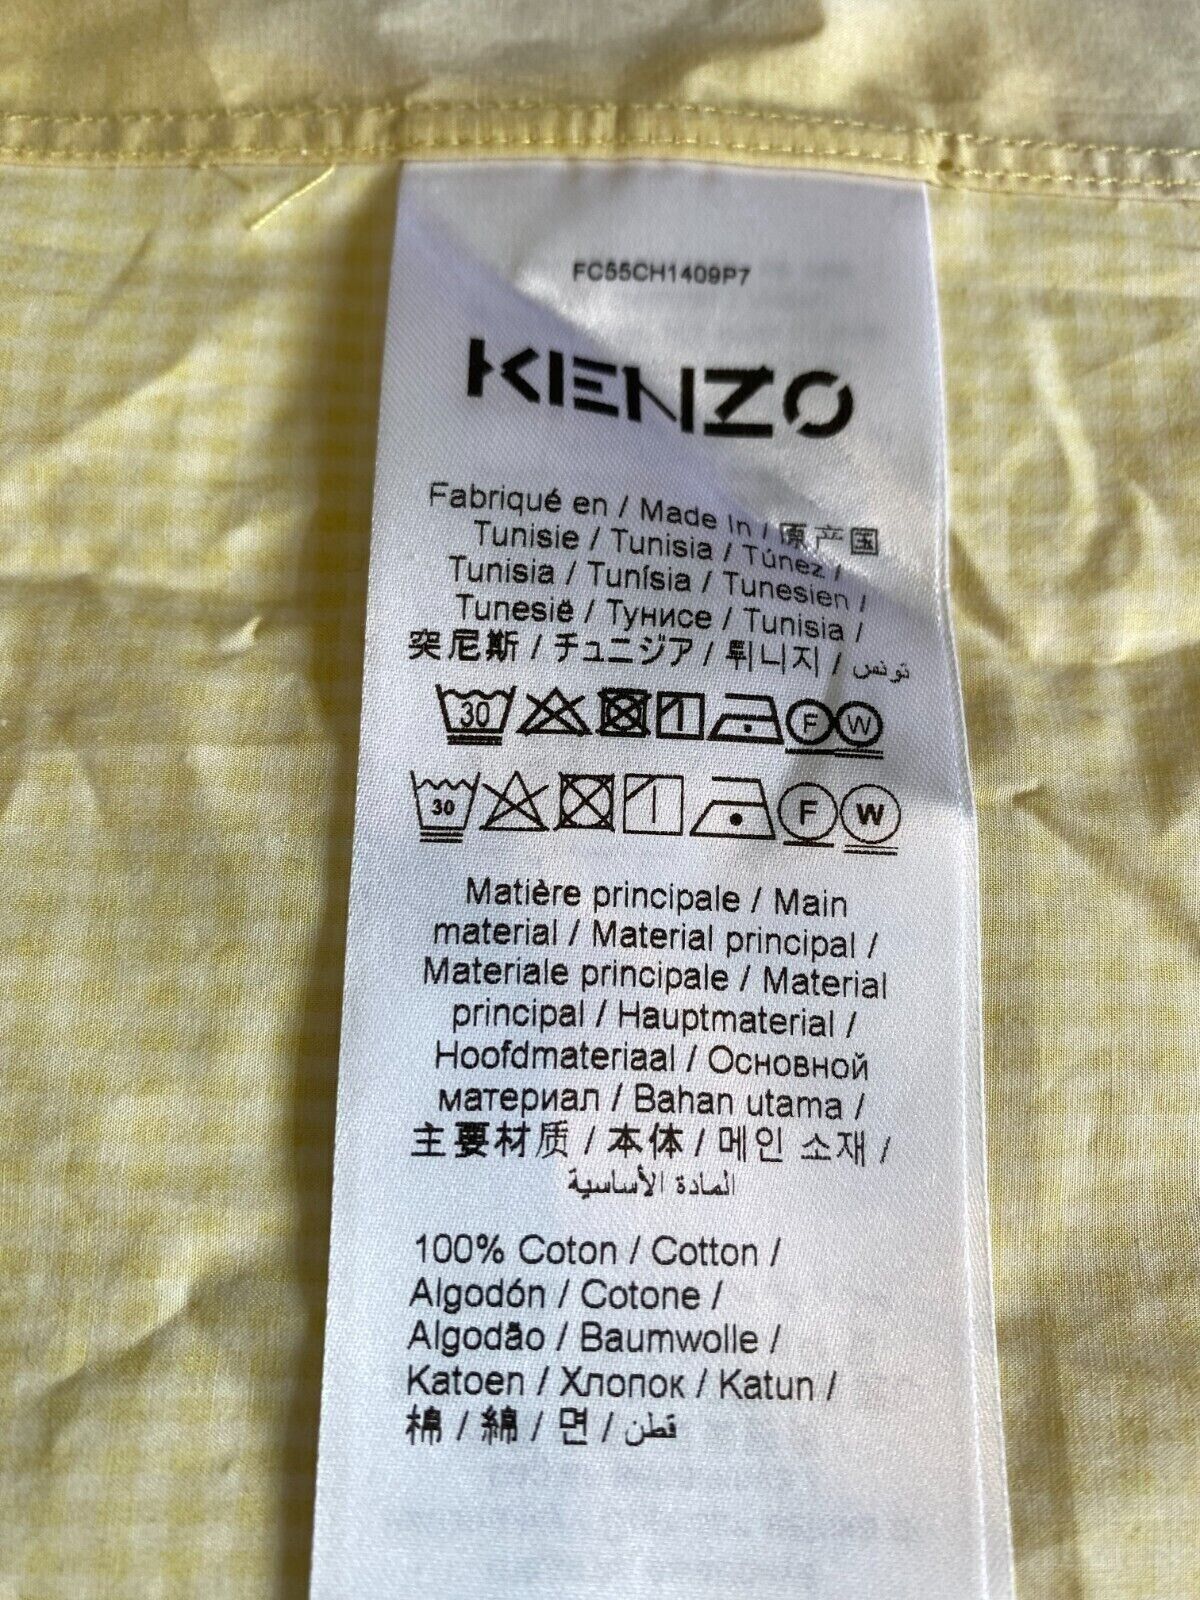 FC55CH1409P7
KENZO
Fabriqué en / Made In / 原产国
Tunisie / Tunisia / Túnez /
Tunisia / Tunísia / Tunesien /
Tunesië / Тунисе / Tunisia /
突尼斯 / チュニジア / 튀니지 / تونس
30 F W
30 F W
Matière principale / Main
material / Material principal /
Materiale principale / Material
principal / Hauptmaterial /
Hoofdmateriaal / Основной
материал / Bahan utama /
主要材质 / 本体 / 메인 소재 /
المادة الأساسية
100% Coton / Cotton /
Algodón / Cotone /
Algodão / Baumwolle /
Katoen / Хлопок / Katun /
棉 / 綿 / 면 / قطن